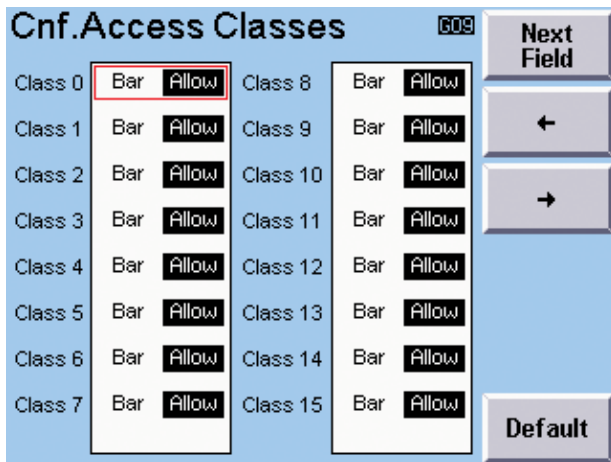 Cnf.Access Classes G09
Class 0 Bar Allow Class 8 Bar Allow
Class 1 Bar Allow Class 9 Bar Allow
Class 2 Bar Allow Class 10 Bar Allow
Class 3 Bar Allow Class 11 Bar Allow
Class 4 Bar Allow Class 12 Bar Allow
Class 5 Bar Allow Class 13 Bar Allow
Class 6 Bar Allow Class 14 Bar Allow
Class 7 Bar Allow Class 15 Bar Allow
Next
Field
←
→
Default